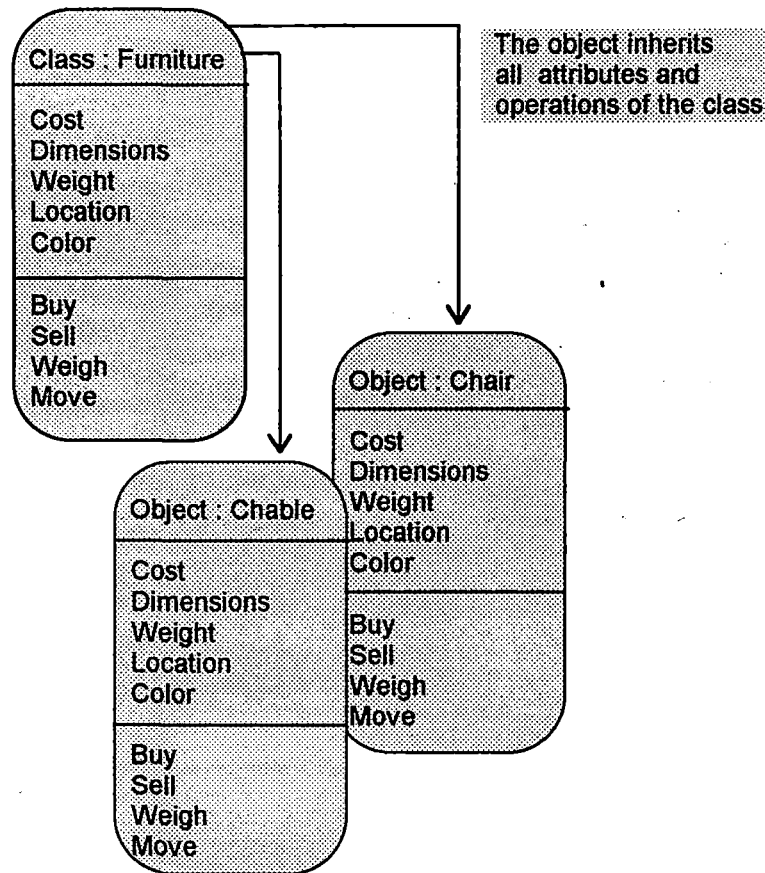 Class : Furniture
Cost
Dimensions
Weight
Location
Color
Buy
Sell
Weigh
Move
The object inherits
all attributes and
operations of the class
Object : Chair
Cost
Dimensions
Weight
Location
Color
Buy
Sell
Weigh
Move
Object : Chable
Cost
Dimensions
Weight
Location
Color
Buy
Sell
Weigh
Move